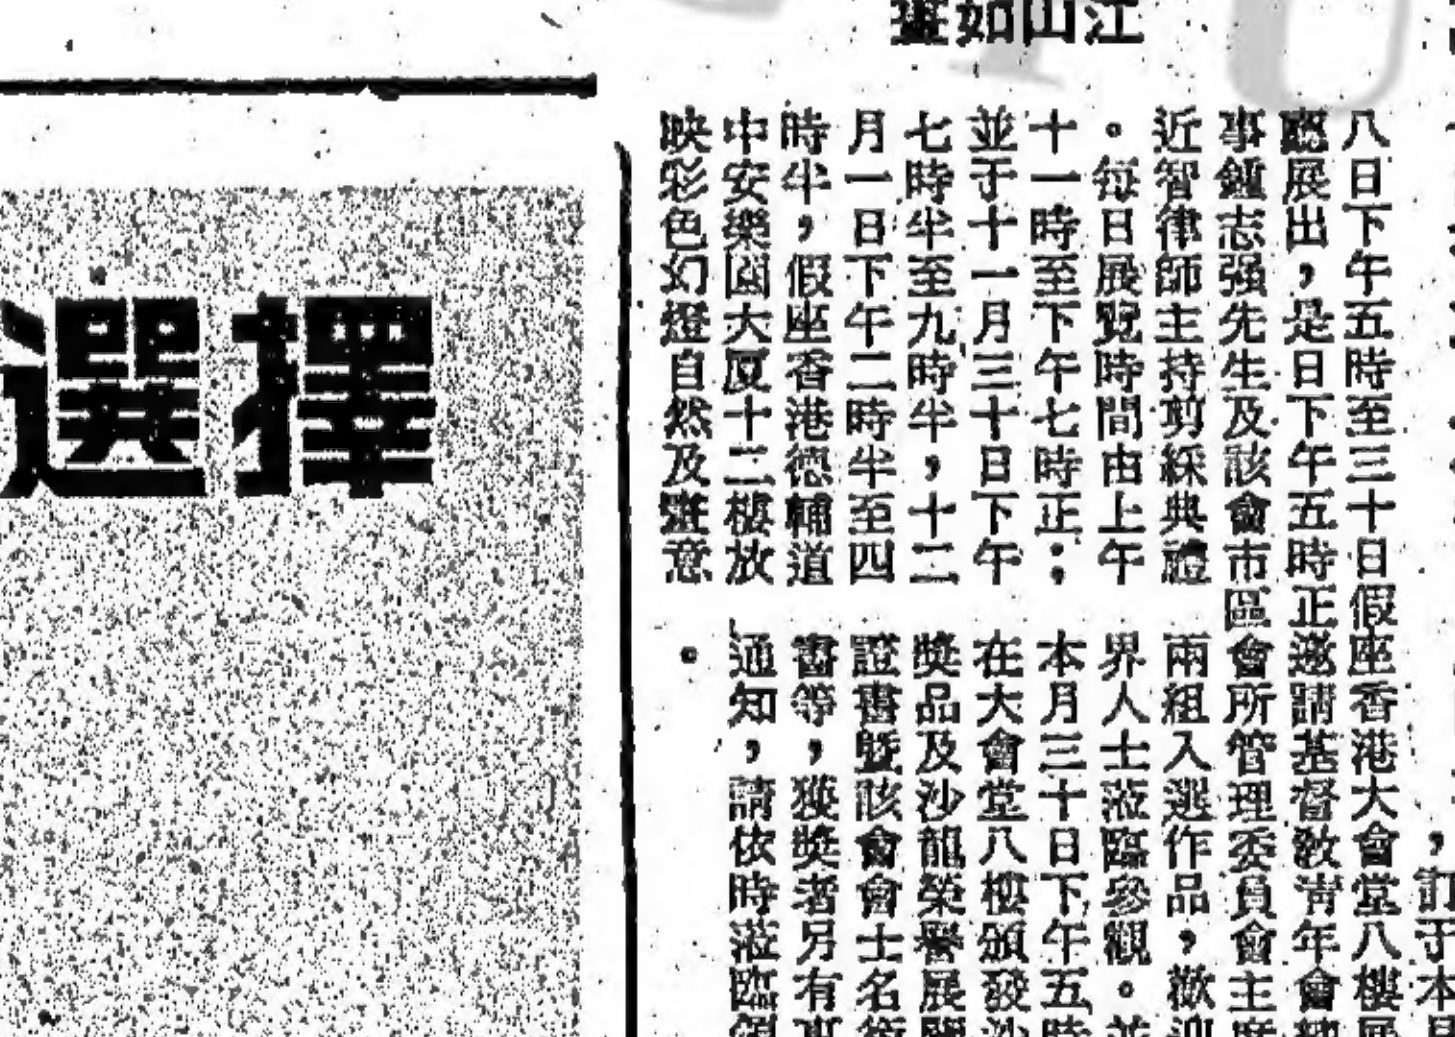 江山如畫
，訂于本
八日下午五時至三十日假座香港大會堂八樓展
廳展出，是日下午五時正邀請基督教青年會總
事鍾志强先生及該會市區會所管理委員會主席
近智律師主持剪綵典禮
兩組入選作品，歡迎
。每日展覽時間由上午
界人士蒞臨參觀。並
十一時至下午七時正；
本月三十日下午五時
並于十一月三十日下午
在大會堂八樓頒發沙
七時半至九時半，十二
獎品及沙龍榮譽展覽
月一日下午二時半至四
證書暨該會會士名銜
時半，假座香港德輔道
書等，獲獎者另有專
中安樂園大厦十二樓放
通知，請依時蒞臨領
映彩色幻燈自然及燈意
。
選擇